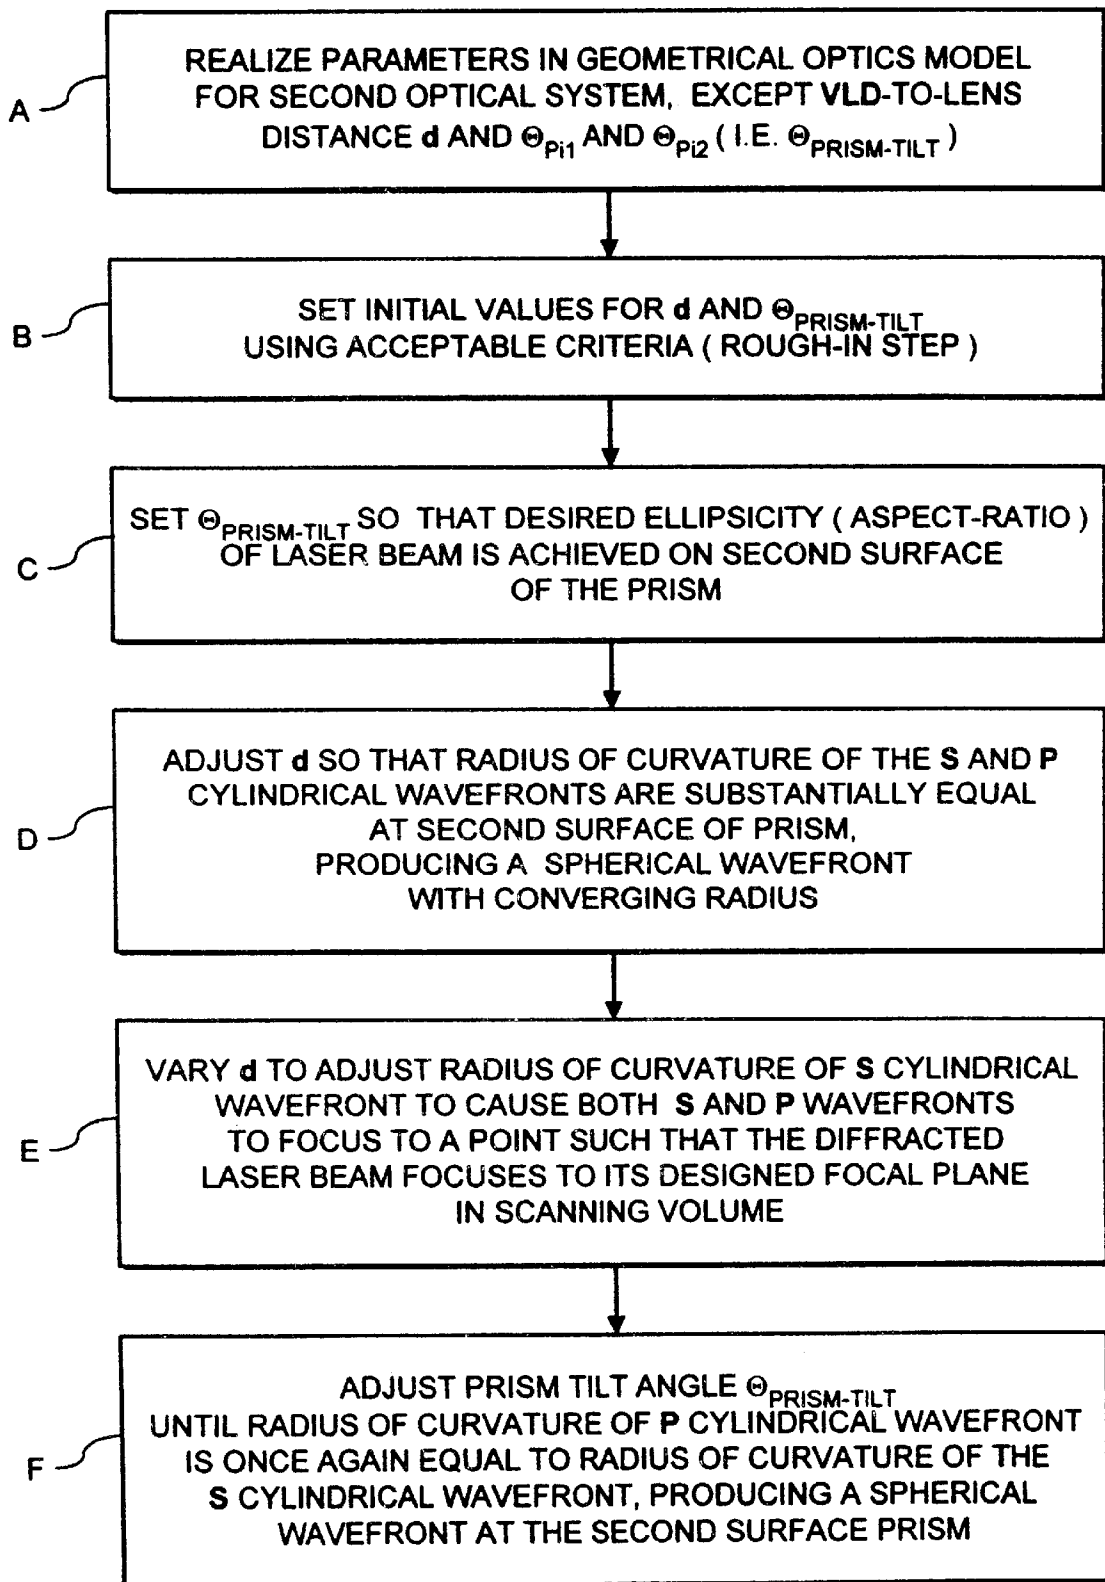 A
REALIZE PARAMETERS IN GEOMETRICAL OPTICS MODEL
FOR SECOND OPTICAL SYSTEM, EXCEPT VLD-TO-LENS
DISTANCE d AND ΘPi1 AND ΘPi2 ( I.E. ΘPRISM-TILT )
B
SET INITIAL VALUES FOR d AND ΘPRISM-TILT
USING ACCEPTABLE CRITERIA ( ROUGH-IN STEP )
C
SET ΘPRISM-TILT SO THAT DESIRED ELLIPSICITY ( ASPECT-RATIO )
OF LASER BEAM IS ACHIEVED ON SECOND SURFACE
OF THE PRISM
D
ADJUST d SO THAT RADIUS OF CURVATURE OF THE S AND P
CYLINDRICAL WAVEFRONTS ARE SUBSTANTIALLY EQUAL
AT SECOND SURFACE OF PRISM,
PRODUCING A SPHERICAL WAVEFRONT
WITH CONVERGING RADIUS
E
VARY d TO ADJUST RADIUS OF CURVATURE OF S CYLINDRICAL
WAVEFRONT TO CAUSE BOTH S AND P WAVEFRONTS
TO FOCUS TO A POINT SUCH THAT THE DIFFRACTED
LASER BEAM FOCUSES TO ITS DESIGNED FOCAL PLANE
IN SCANNING VOLUME
F
ADJUST PRISM TILT ANGLE ΘPRISM-TILT
UNTIL RADIUS OF CURVATURE OF P CYLINDRICAL WAVEFRONT
IS ONCE AGAIN EQUAL TO RADIUS OF CURVATURE OF THE
S CYLINDRICAL WAVEFRONT, PRODUCING A SPHERICAL
WAVEFRONT AT THE SECOND SURFACE PRISM